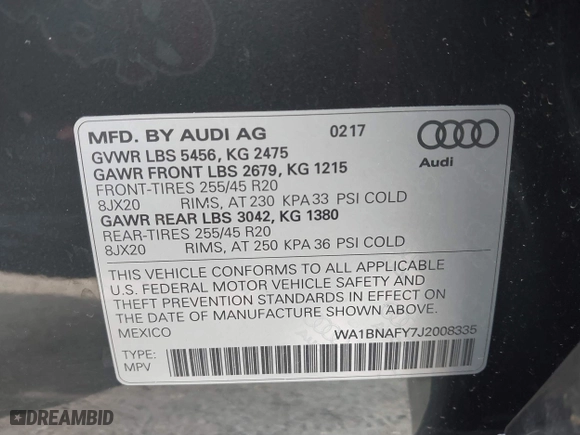 MFD. BY AUDI AG 0217
GVWR LBS 5456, KG 2475
GAWR FRONT LBS 2679, KG 1215
FRONT-TIRES 255/45 R20
8JX20 RIMS, AT 230 KPA 33 PSI COLD
GAWR REAR LBS 3042, KG 1380
REAR-TIRES 255/45 R20
8JX20 RIMS, AT 250 KPA 36 PSI COLD
Audi
THIS VEHICLE CONFORMS TO ALL APPLICABLE
U.S. FEDERAL MOTOR VEHICLE SAFETY AND
THEFT PREVENTION STANDARDS IN EFFECT ON
THE DATE OF MANUFACTURE SHOWN ABOVE.
MEXICO WA1BNAFY7J2008335
TYPE:
MPV
DREAMBID